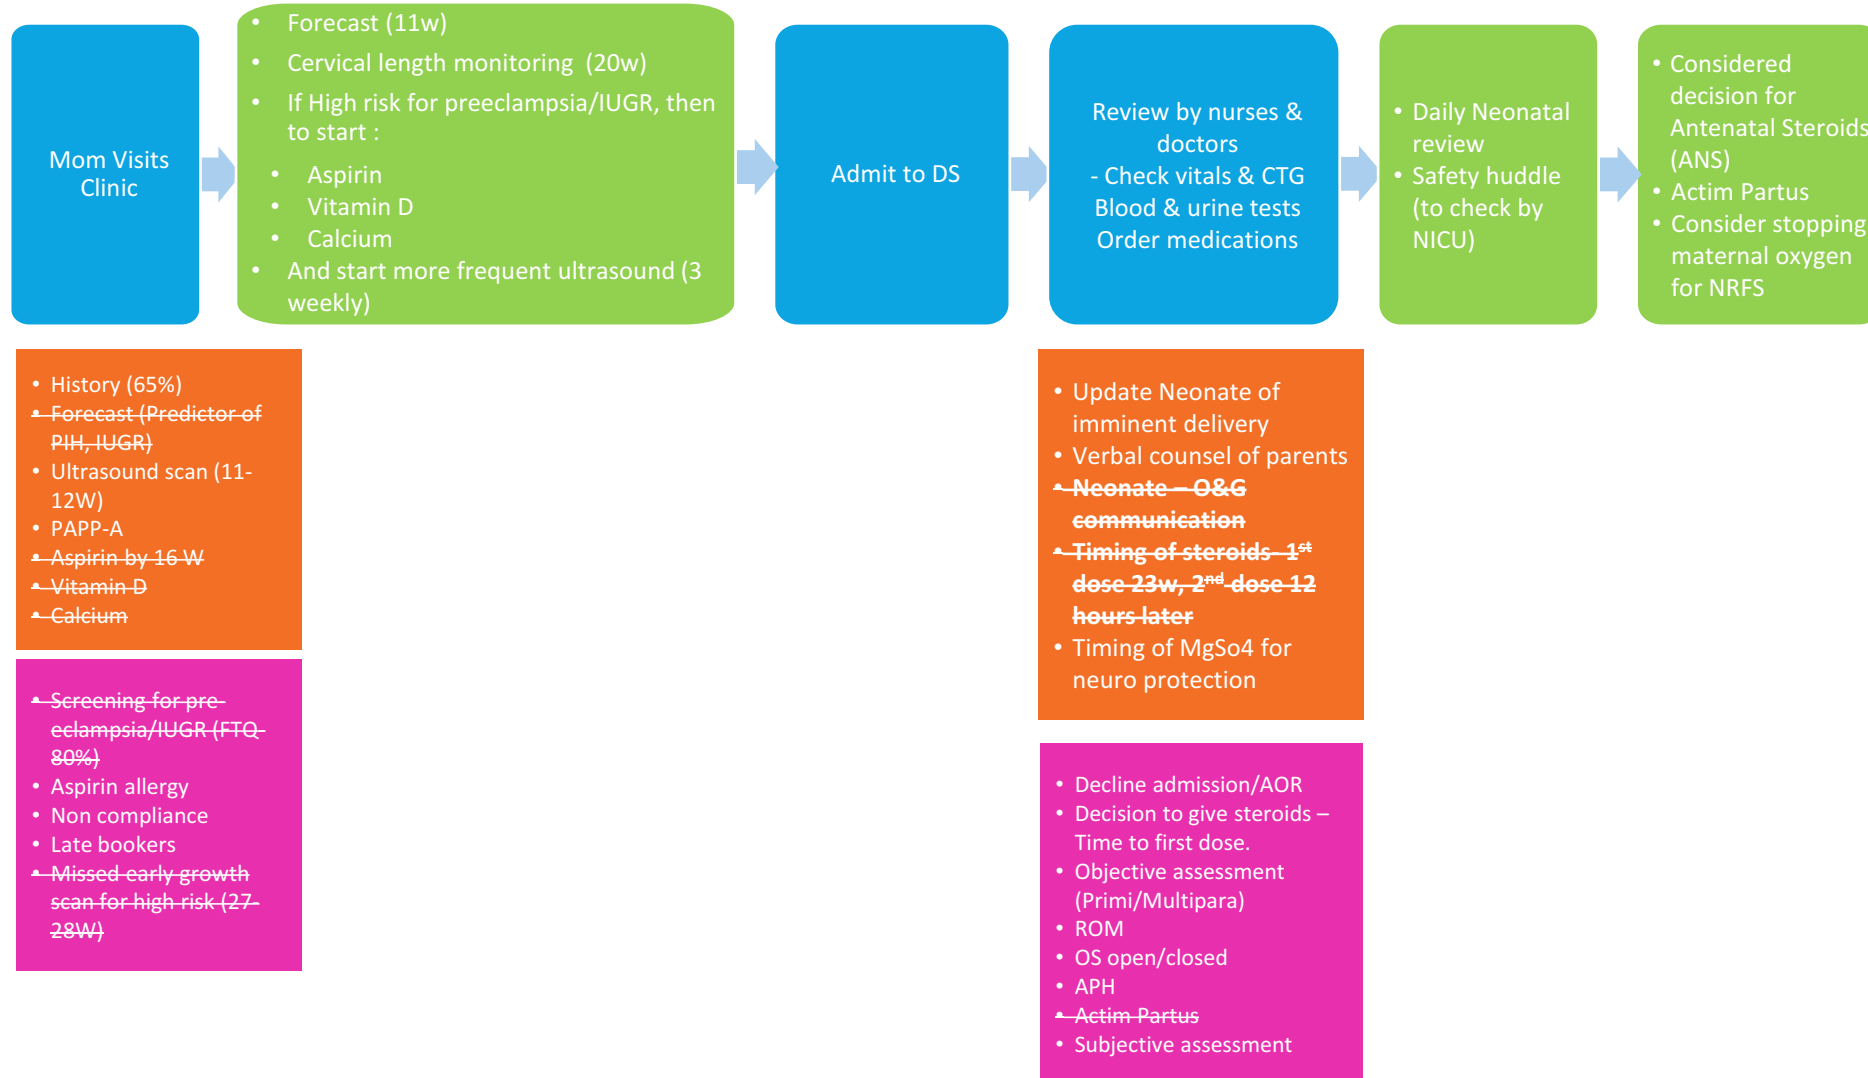 Mom Visits
Clinic
• Forecast (11w)
• Cervical length monitoring (20w)
• If High risk for preeclampsia/IUGR, then
to start :
• Aspirin
• Vitamin D
• Calcium
• And start more frequent ultrasound (3
weekly)
Admit to DS
Review by nurses &
doctors
- Check vitals & CTG
Blood & urine tests
Order medications
• Daily Neonatal
review
• Safety huddle
(to check by
NICU)
• Considered
decision for
Antenatal Steroids
(ANS)
• Actim Partus
• Consider stopping
maternal oxygen
for NRFS
• History (65%)
• Forecast (Predictor of
PIH, IUGR)
• Ultrasound scan (11-
12W)
• PAPP-A
• Aspirin by 16 W
• Vitamin D
• Calcium
• Screening for pre-
eclampsia/IUGR (FTQ
80%)
• Aspirin allergy
• Non compliance
• Late bookers
• Missed early growth
scan for high risk (27-
28W)
• Update Neonate of
imminent delivery
• Verbal counsel of parents
• Neonate – O&G
communication
• Timing of steroids- 1st
dose 23w, 2nd dose 12
hours later
• Timing of MgSo4 for
neuro protection
• Decline admission/AOR
• Decision to give steroids –
Time to first dose.
• Objective assessment
(Primi/Multipara)
• ROM
• OS open/closed
• APH
• Actim Partus
• Subjective assessment